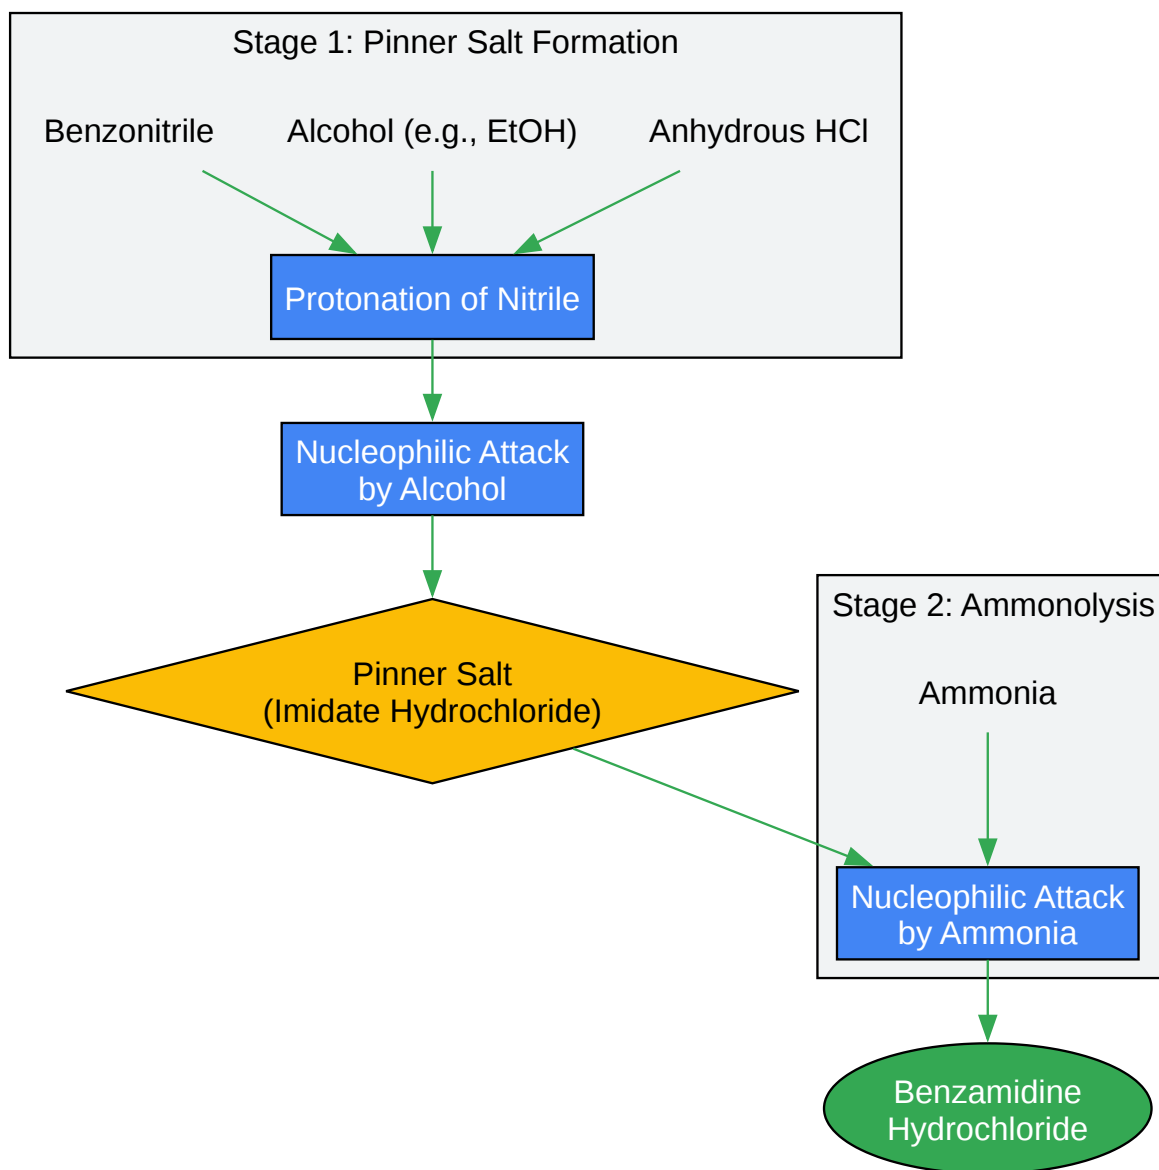 Stage 1: Pinner Salt Formation
Benzonitrile
Alcohol (e.g., EtOH)
Anhydrous HCl
Protonation of Nitrile
Nucleophilic Attack
by Alcohol
Pinner Salt
(Imidate Hydrochloride)
Stage 2: Ammonolysis
Ammonia
Nucleophilic Attack
by Ammonia
Benzamidine
Hydrochloride